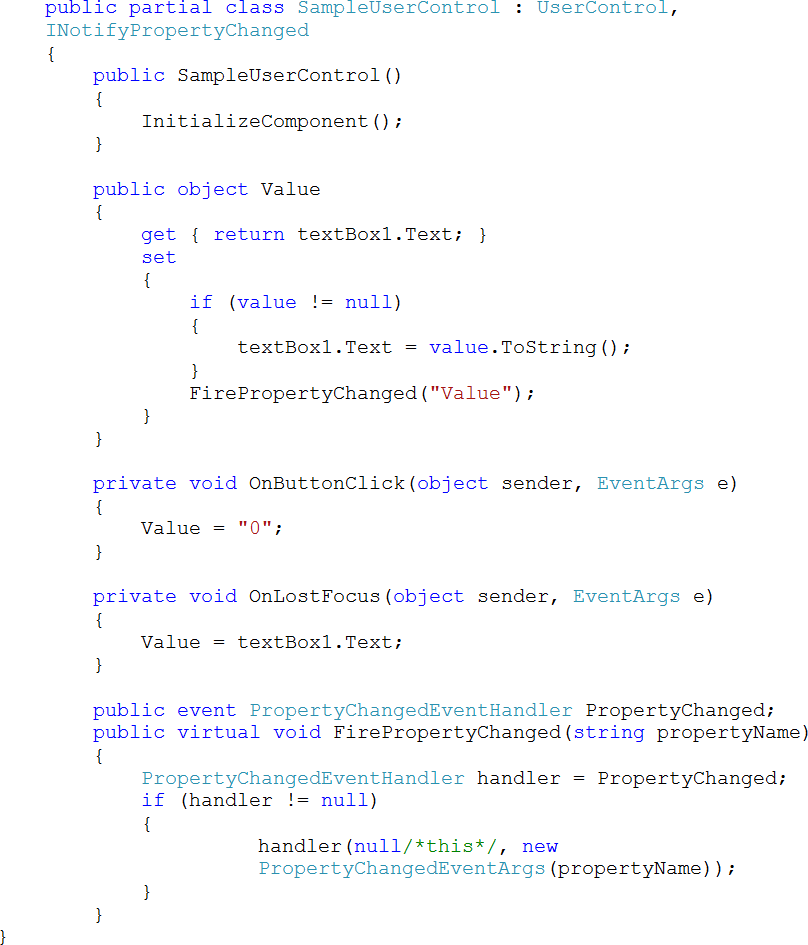 public partial class SampleUserControl : UserControl,
INotifyPropertyChanged
{
    public SampleUserControl()
    {
        InitializeComponent();
    }

    public object Value
    {
        get { return textBox1.Text; }
        set
        {
            if (value != null)
            {
                textBox1.Text = value.ToString();
            }
            FirePropertyChanged("Value");
        }
    }

    private void OnButtonClick(object sender, EventArgs e)
    {
        Value = "0";
    }

    private void OnLostFocus(object sender, EventArgs e)
    {
        Value = textBox1.Text;
    }

    public event PropertyChangedEventHandler PropertyChanged;
    public virtual void FirePropertyChanged(string propertyName)
    {
        PropertyChangedEventHandler handler = PropertyChanged;
        if (handler != null)
        {
                handler(null/*this*/, new
                PropertyChangedEventArgs(propertyName));
        }
    }
}